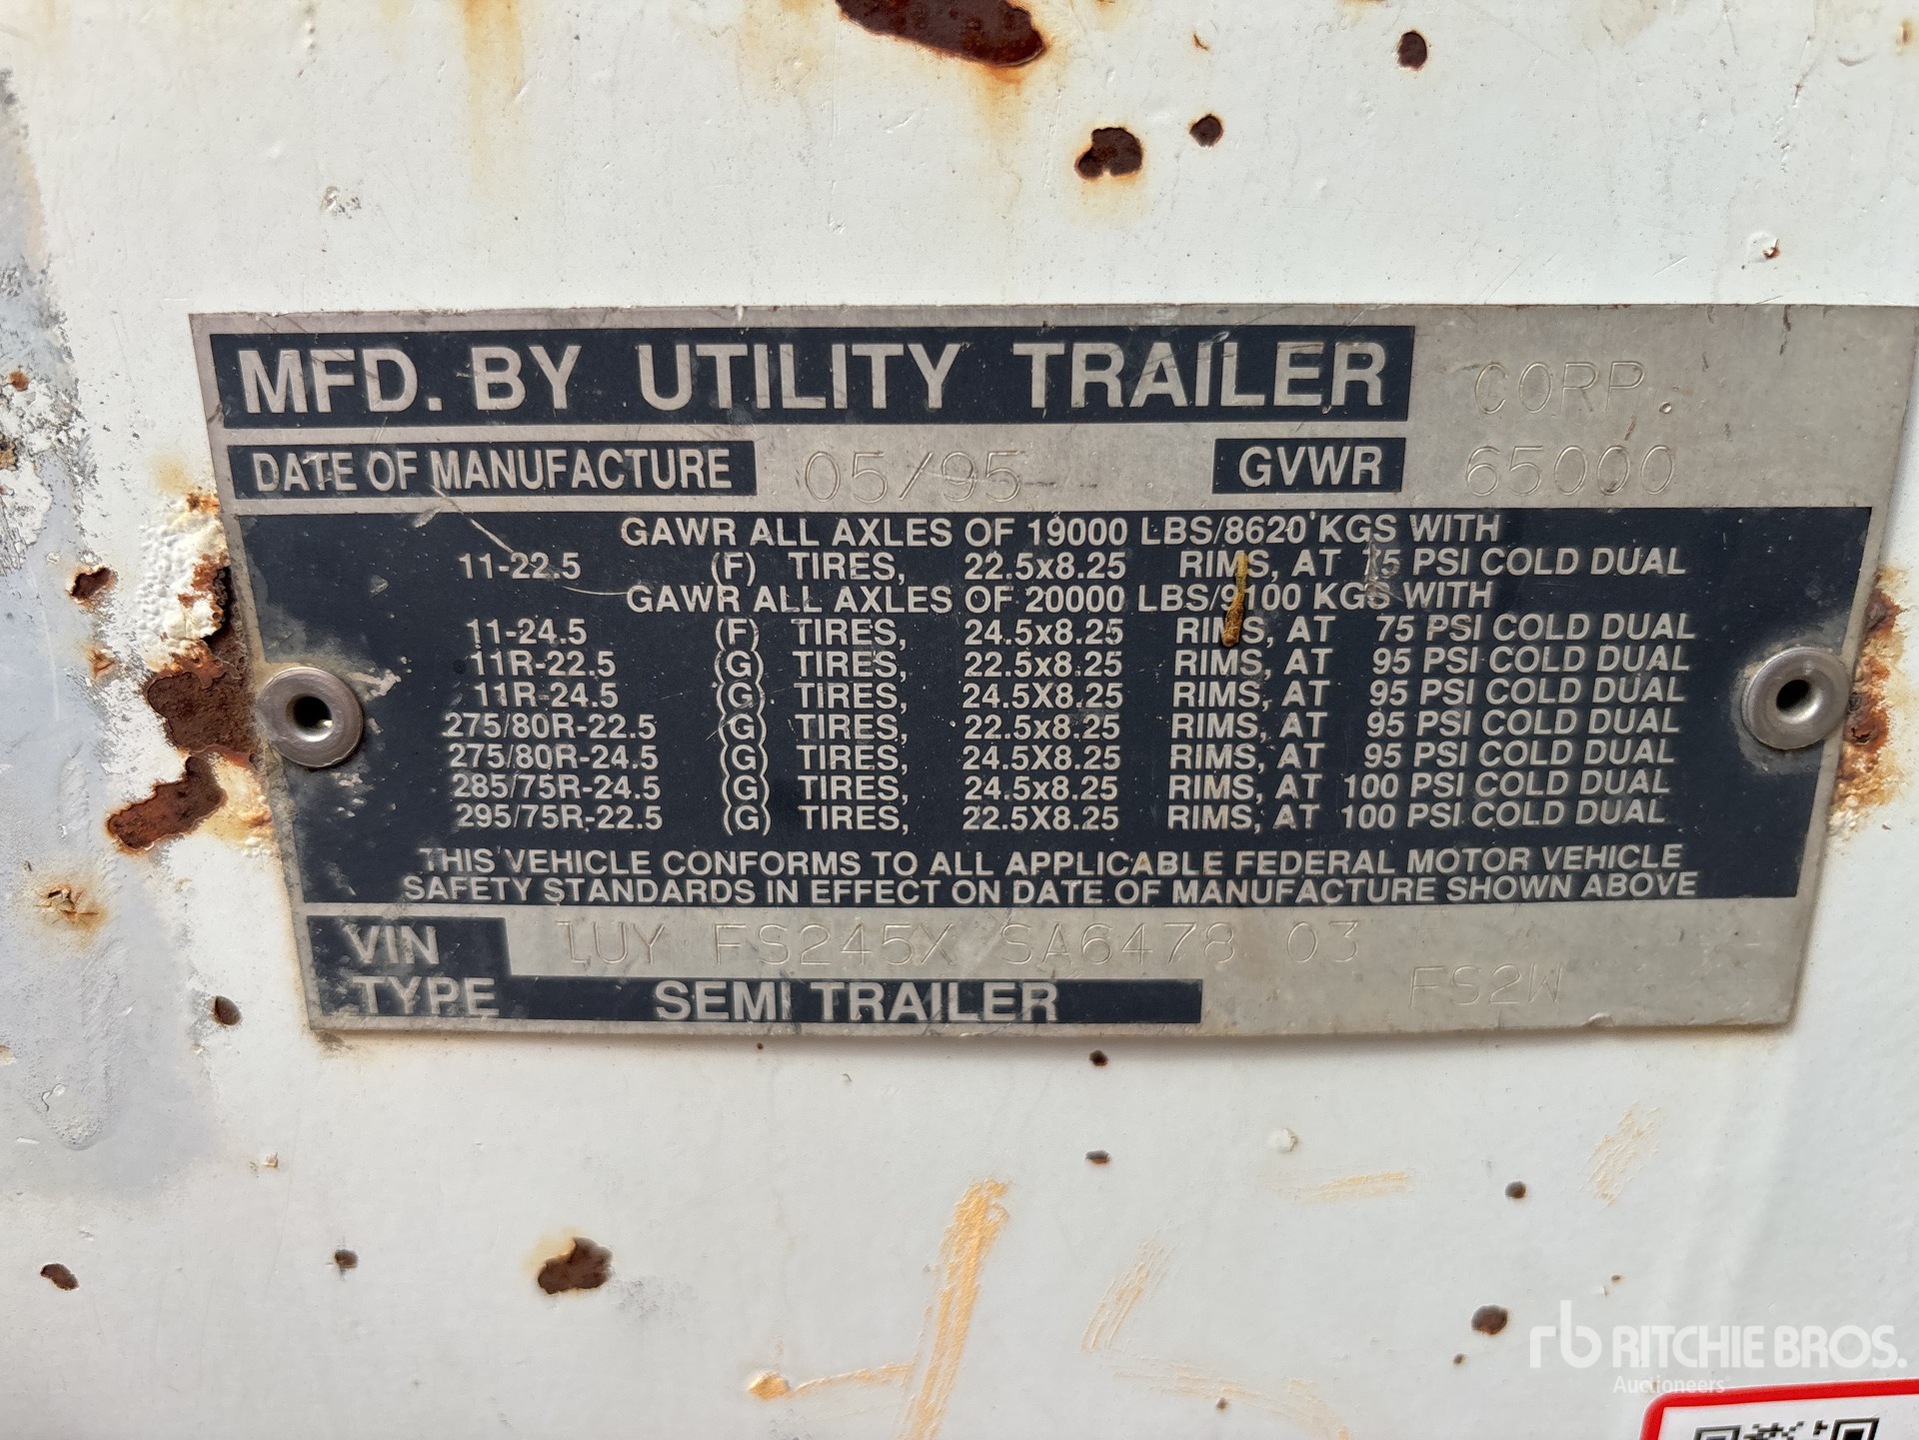 MFD. BY UTILITY TRAILER CORP.
DATE OF MANUFACTURE 05/95 GVWR 65000
GAWR ALL AXLES OF 19000 LBS/8620 KGS WITH
11-22.5 (F) TIRES, 22.5x8.25 RIMS, AT 75 PSI COLD DUAL
GAWR ALL AXLES OF 20000 LBS/9100 KGS WITH
11-24.5 (F) TIRES, 24.5x8.25 RIMS, AT 75 PSI COLD DUAL
11R-22.5 (G) TIRES, 22.5x8.25 RIMS, AT 95 PSI COLD DUAL
11R-24.5 (G) TIRES, 24.5X8.25 RIMS, AT 95 PSI COLD DUAL
275/80R-22.5 (G) TIRES, 22.5x8.25 RIMS, AT 95 PSI COLD DUAL
275/80R-24.5 (G) TIRES, 24.5X8.25 RIMS, AT 95 PSI COLD DUAL
285/75R-24.5 (G) TIRES, 24.5x8.25 RIMS, AT 100 PSI COLD DUAL
295/75R-22.5 (G) TIRES, 22.5X8.25 RIMS, AT 100 PSI COLD DUAL
THIS VEHICLE CONFORMS TO ALL APPLICABLE FEDERAL MOTOR VEHICLE
SAFETY STANDARDS IN EFFECT ON DATE OF MANUFACTURE SHOWN ABOVE
VIN 1UY FS245X SA6478 03
TYPE SEMI TRAILER FS2W
rb RITCHIE BROS.
Auctioneers